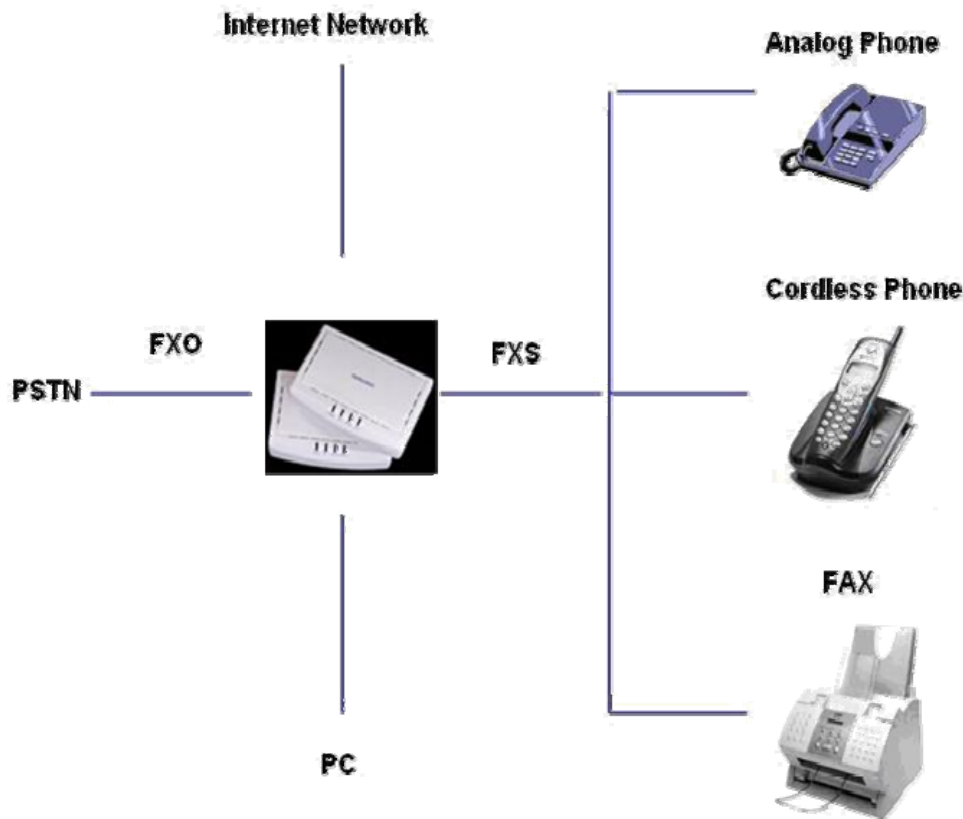 Internet Network
Analog Phone
Cordless Phone
FXO
FXS
PSTN
FAX
PC